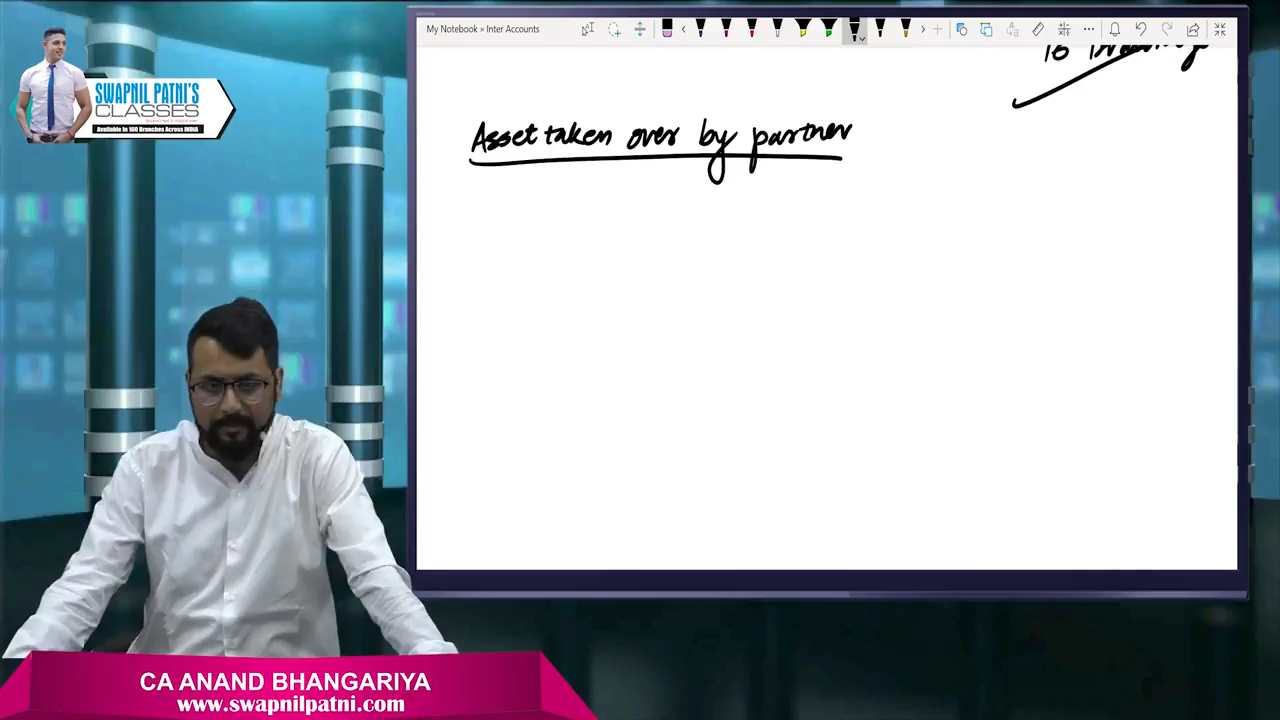 My Notebook » Inter Accounts
SWAPNIL PATNI'S
CLASSES
Available in 160 Branches Across INDIA
Asset taken over by partner
CA ANAND BHANGARIYA
www.swapnilpatni.com